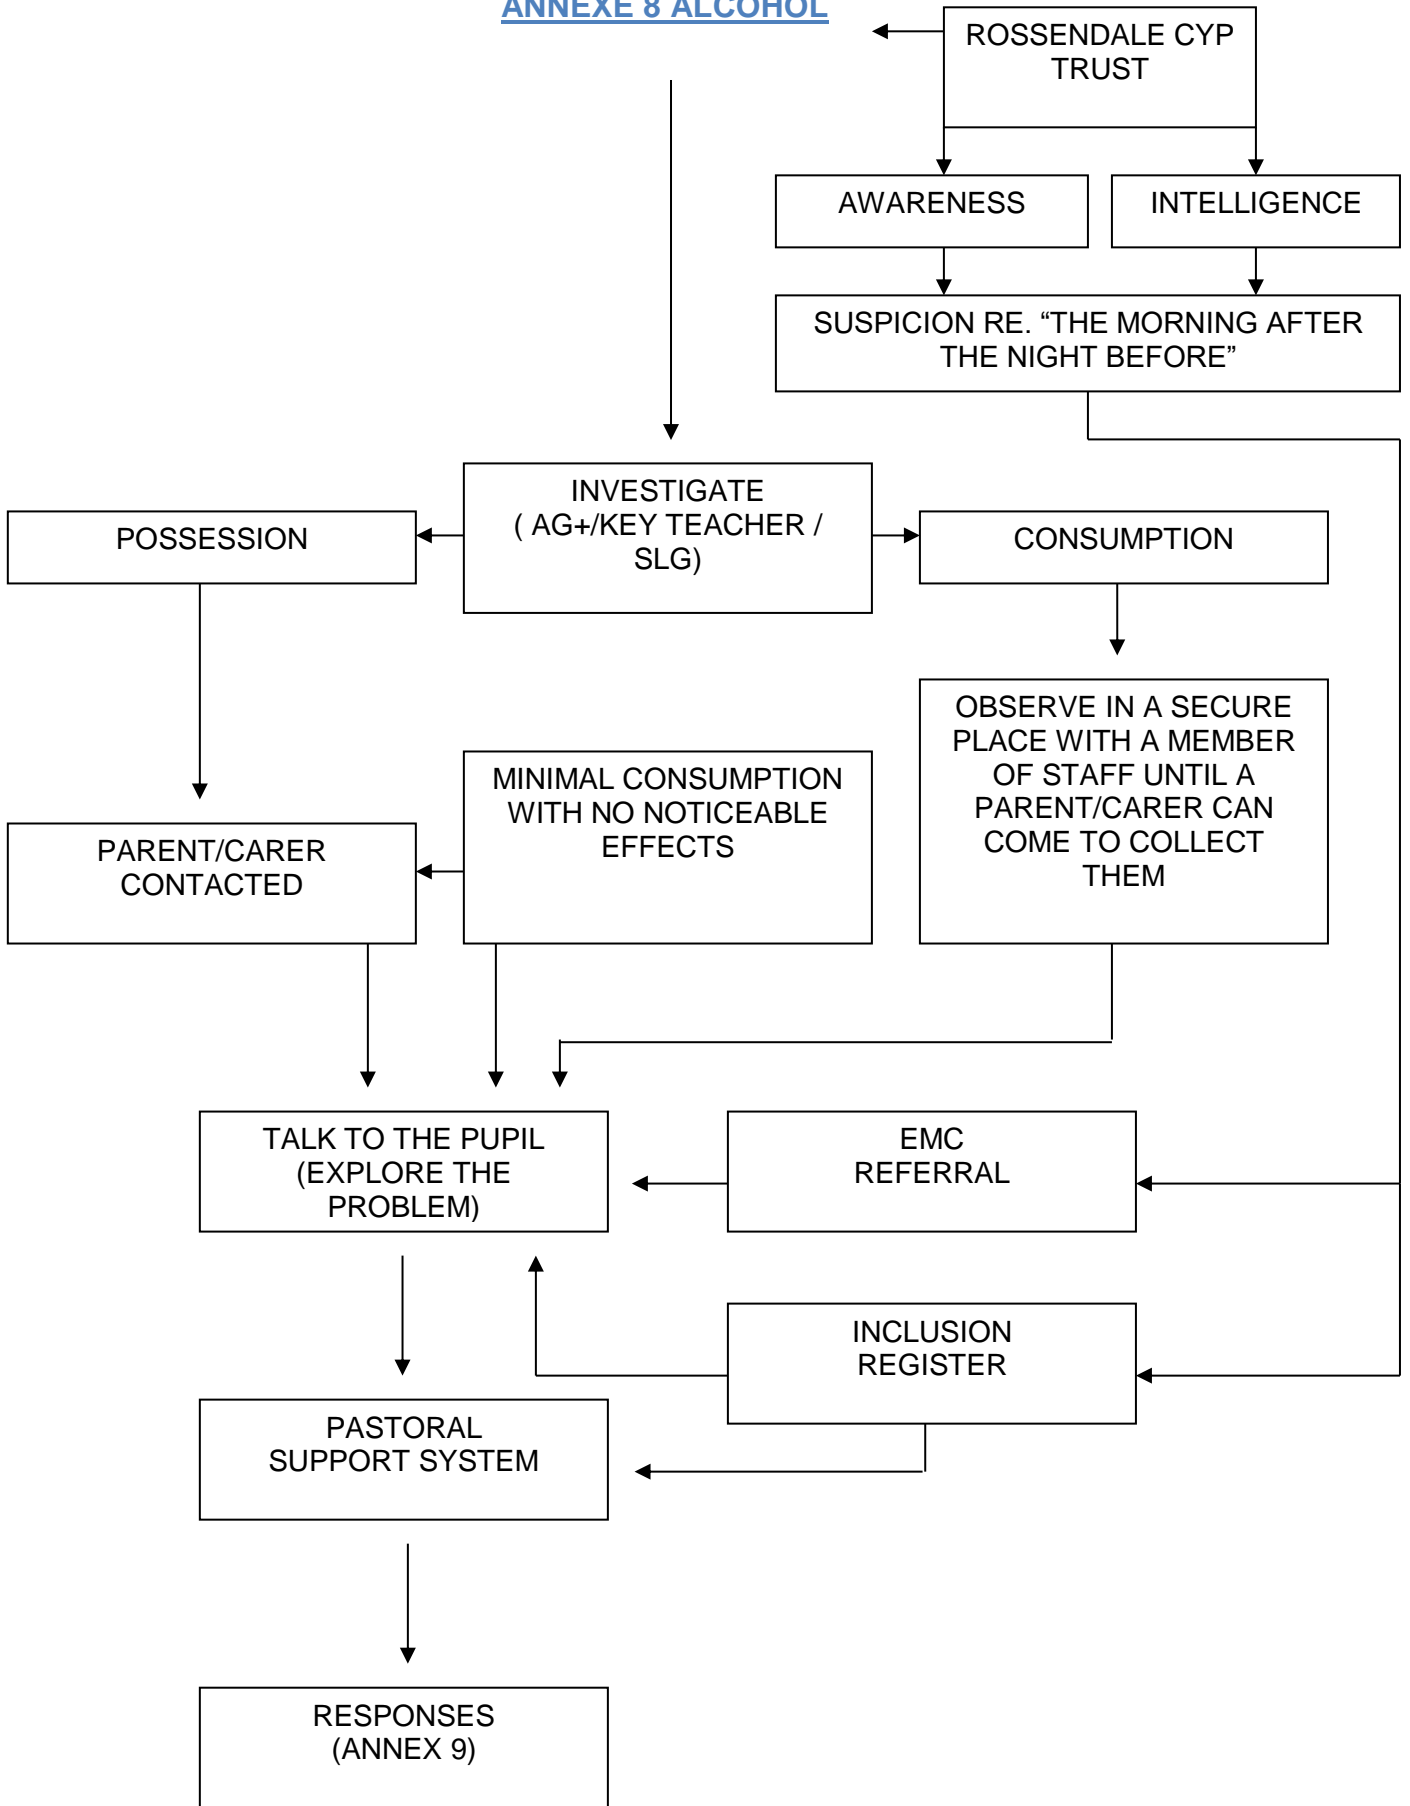 ANNEXE 8 ALCOHOL
ROSSENDALE CYP
TRUST
AWARENESS
INTELLIGENCE
SUSPICION RE. “THE MORNING AFTER
THE NIGHT BEFORE”
INVESTIGATE
( AG+/KEY TEACHER /
SLG)
POSSESSION
CONSUMPTION
OBSERVE IN A SECURE
PLACE WITH A MEMBER
OF STAFF UNTIL A
PARENT/CARER CAN
COME TO COLLECT
THEM
MINIMAL CONSUMPTION
WITH NO NOTICEABLE
EFFECTS
PARENT/CARER
CONTACTED
TALK TO THE PUPIL
(EXPLORE THE
PROBLEM)
EMC
REFERRAL
INCLUSION
REGISTER
PASTORAL
SUPPORT SYSTEM
RESPONSES
(ANNEX 9)